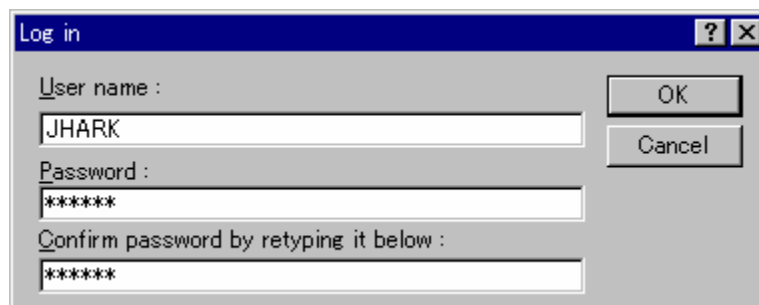 Log in
User name :
OK
JHARK
Cancel
Password :
******
Confirm password by retyping it below :
******